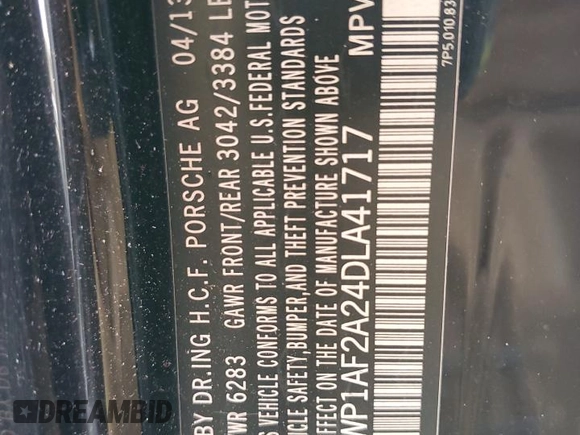 BY DR.ING H.C.F. PORSCHE AG 04/13
WR 6283 GAWR FRONT/REAR 3042/3384 LB
VEHICLE CONFORMS TO ALL APPLICABLE U.S.FEDERAL MOT
ICLE SAFETY,BUMPER,AND THEFT PREVENTION STANDARDS
EFFECT ON THE DATE OF MANUFACTURE SHOWN ABOVE
WP1AF2A24DLA41717 MPV
7P5.010.83
DREAMBID